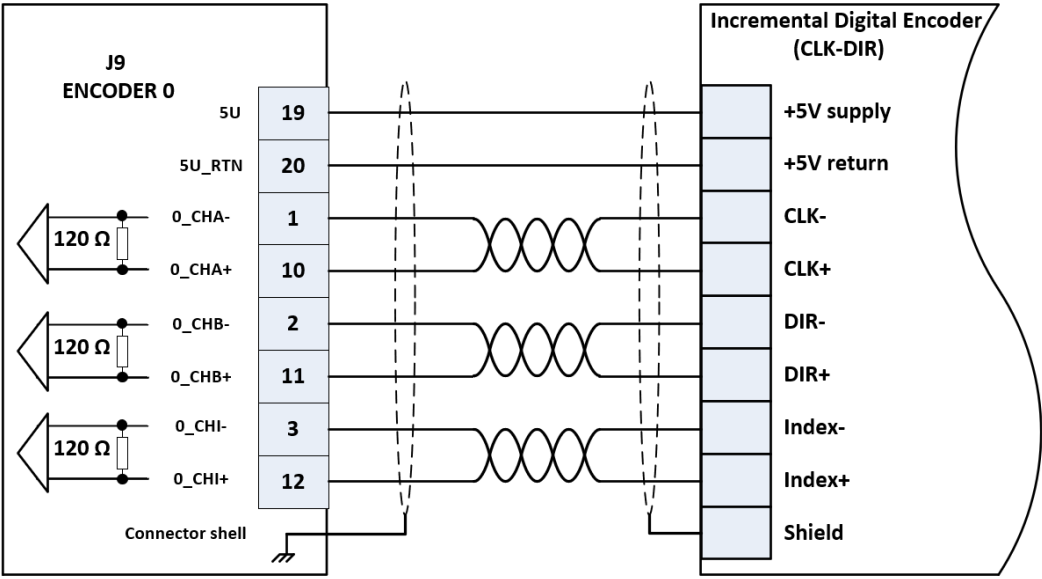 Incremental Digital Encoder
(CLK-DIR)
J9
ENCODER 0
5U 19 +5V supply
5U_RTN 20 +5V return
0_CHA- 1 CLK-
120 Ω
0_CHA+ 10 CLK+
0_CHB- 2 DIR-
120 Ω
0_CHB+ 11 DIR+
0_CHI- 3 Index-
120 Ω
0_CHI+ 12 Index+
Connector shell Shield